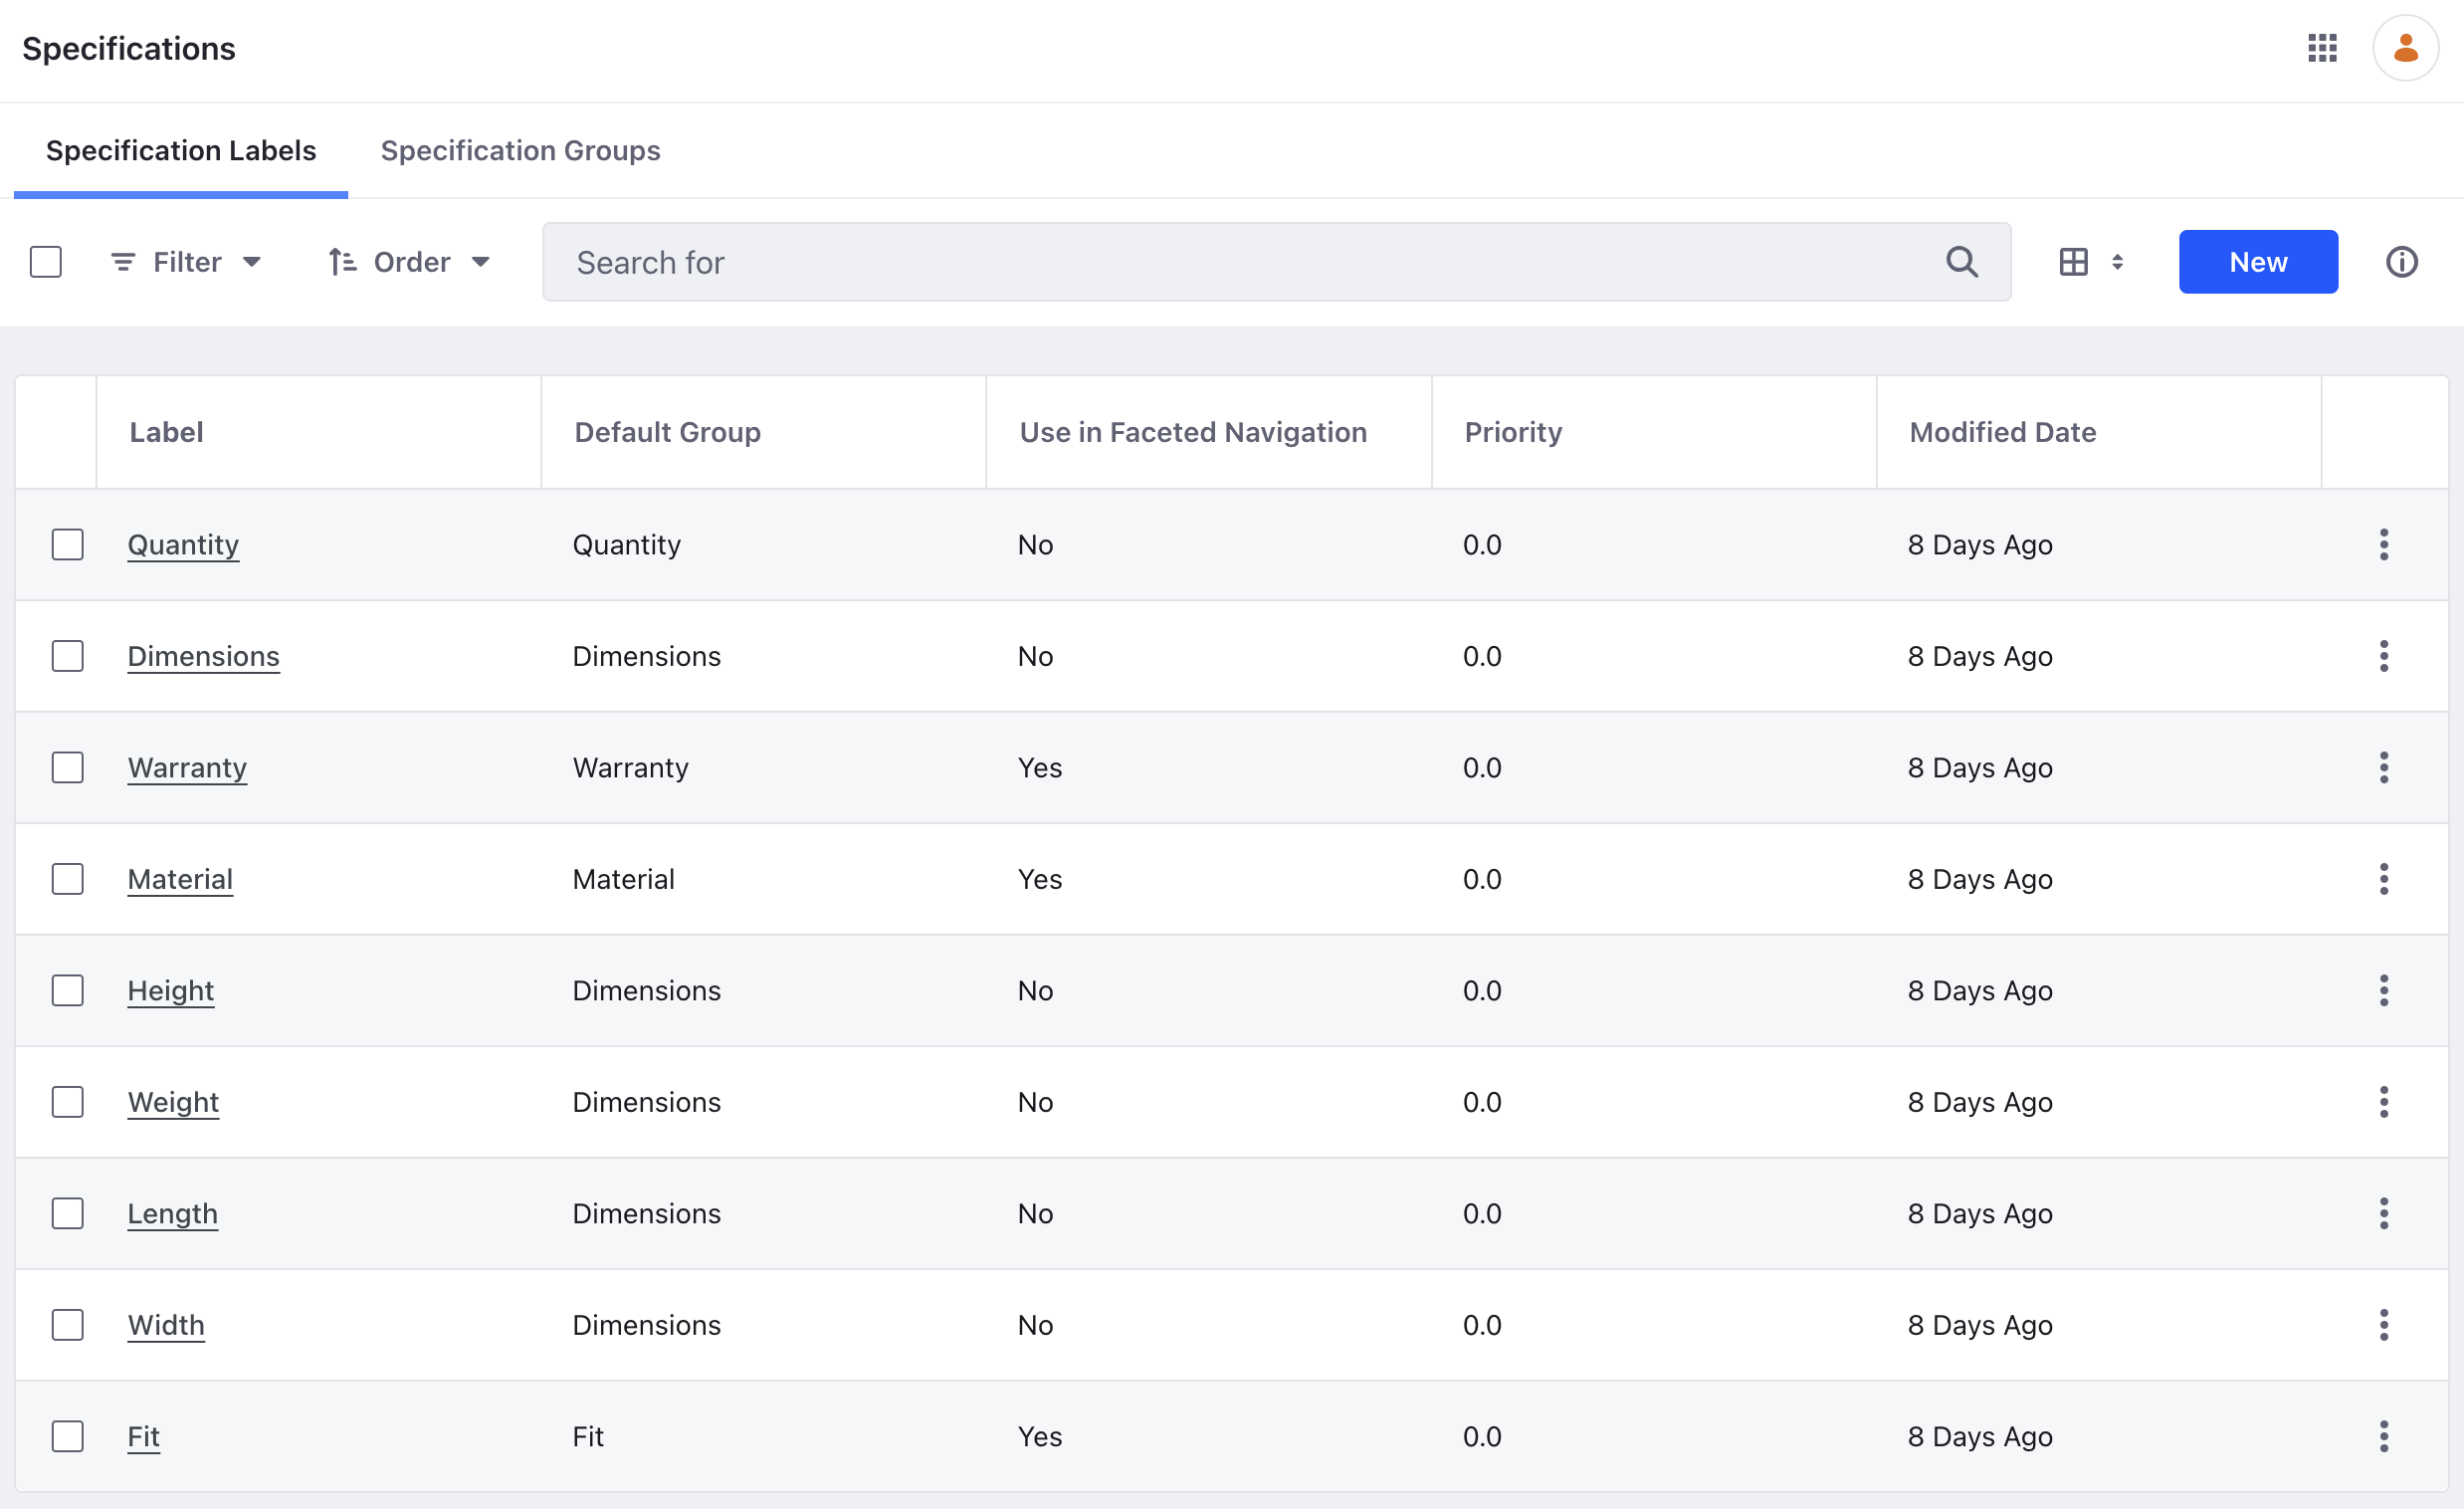 Specifications
Specification Labels Specification Groups
Filter Order Search for New
Label Default Group Use in Faceted Navigation Priority Modified Date
Quantity Quantity No 0.0 8 Days Ago
Dimensions Dimensions No 0.0 8 Days Ago
Warranty Warranty Yes 0.0 8 Days Ago
Material Material Yes 0.0 8 Days Ago
Height Dimensions No 0.0 8 Days Ago
Weight Dimensions No 0.0 8 Days Ago
Length Dimensions No 0.0 8 Days Ago
Width Dimensions No 0.0 8 Days Ago
Fit Fit Yes 0.0 8 Days Ago